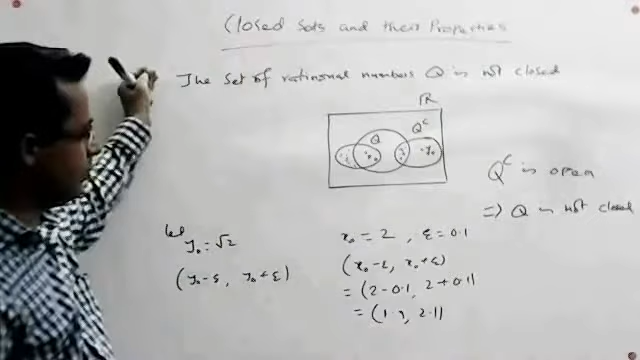 Closed Sets and their Properties
The set of rational numbers Q is not closed
R
Q
Q^c
x₀
y₀
Q^c is open
⇒ Q is not closed
let
y₀ = √2
(y₀-ε, y₀+ε)
x₀ = 2 , ε = 0.1
(x₀-ε, x₀+ε)
= (2-0.1, 2+0.1)
= (1.9, 2.1)